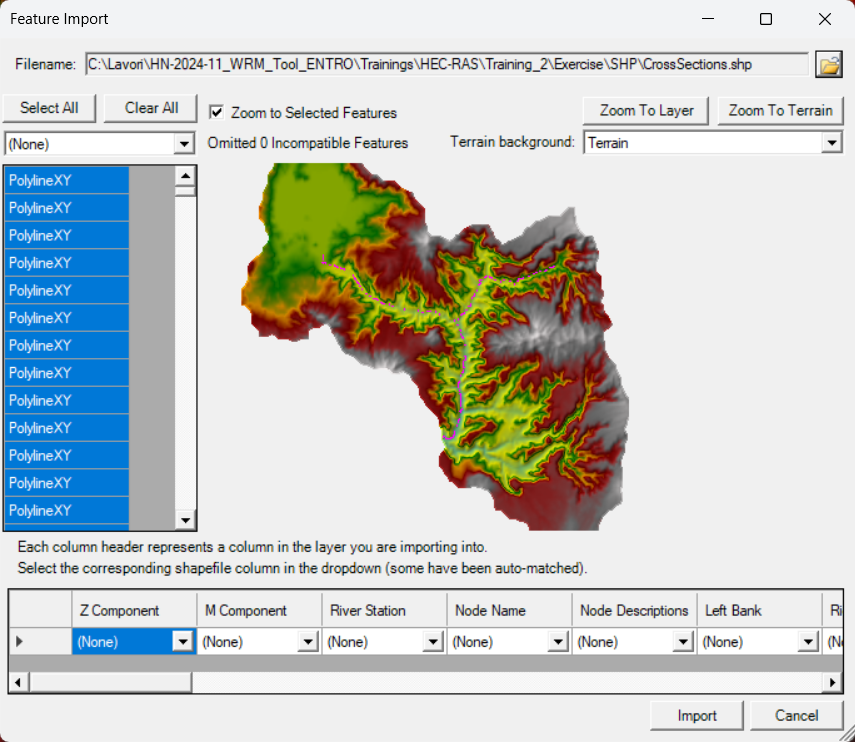 Feature Import
Filename: C:\Lavori\HN-2024-11_WRM_Tool_ENTRO\Trainings\HEC-RAS\Training_2\Exercise\SHP\CrossSections.shp
Select All Clear All Zoom to Selected Features Zoom To Layer Zoom To Terrain
(None) Omitted 0 Incompatible Features Terrain background: Terrain
PolylineXY
PolylineXY
PolylineXY
PolylineXY
PolylineXY
PolylineXY
PolylineXY
PolylineXY
PolylineXY
PolylineXY
PolylineXY
PolylineXY
PolylineXY
Each column header represents a column in the layer you are importing into.
Select the corresponding shapefile column in the dropdown (some have been auto-matched).
Z Component M Component River Station Node Name Node Descriptions Left Bank Ri
(None) (None) (None) (None) (None) (None) (N
Import Cancel